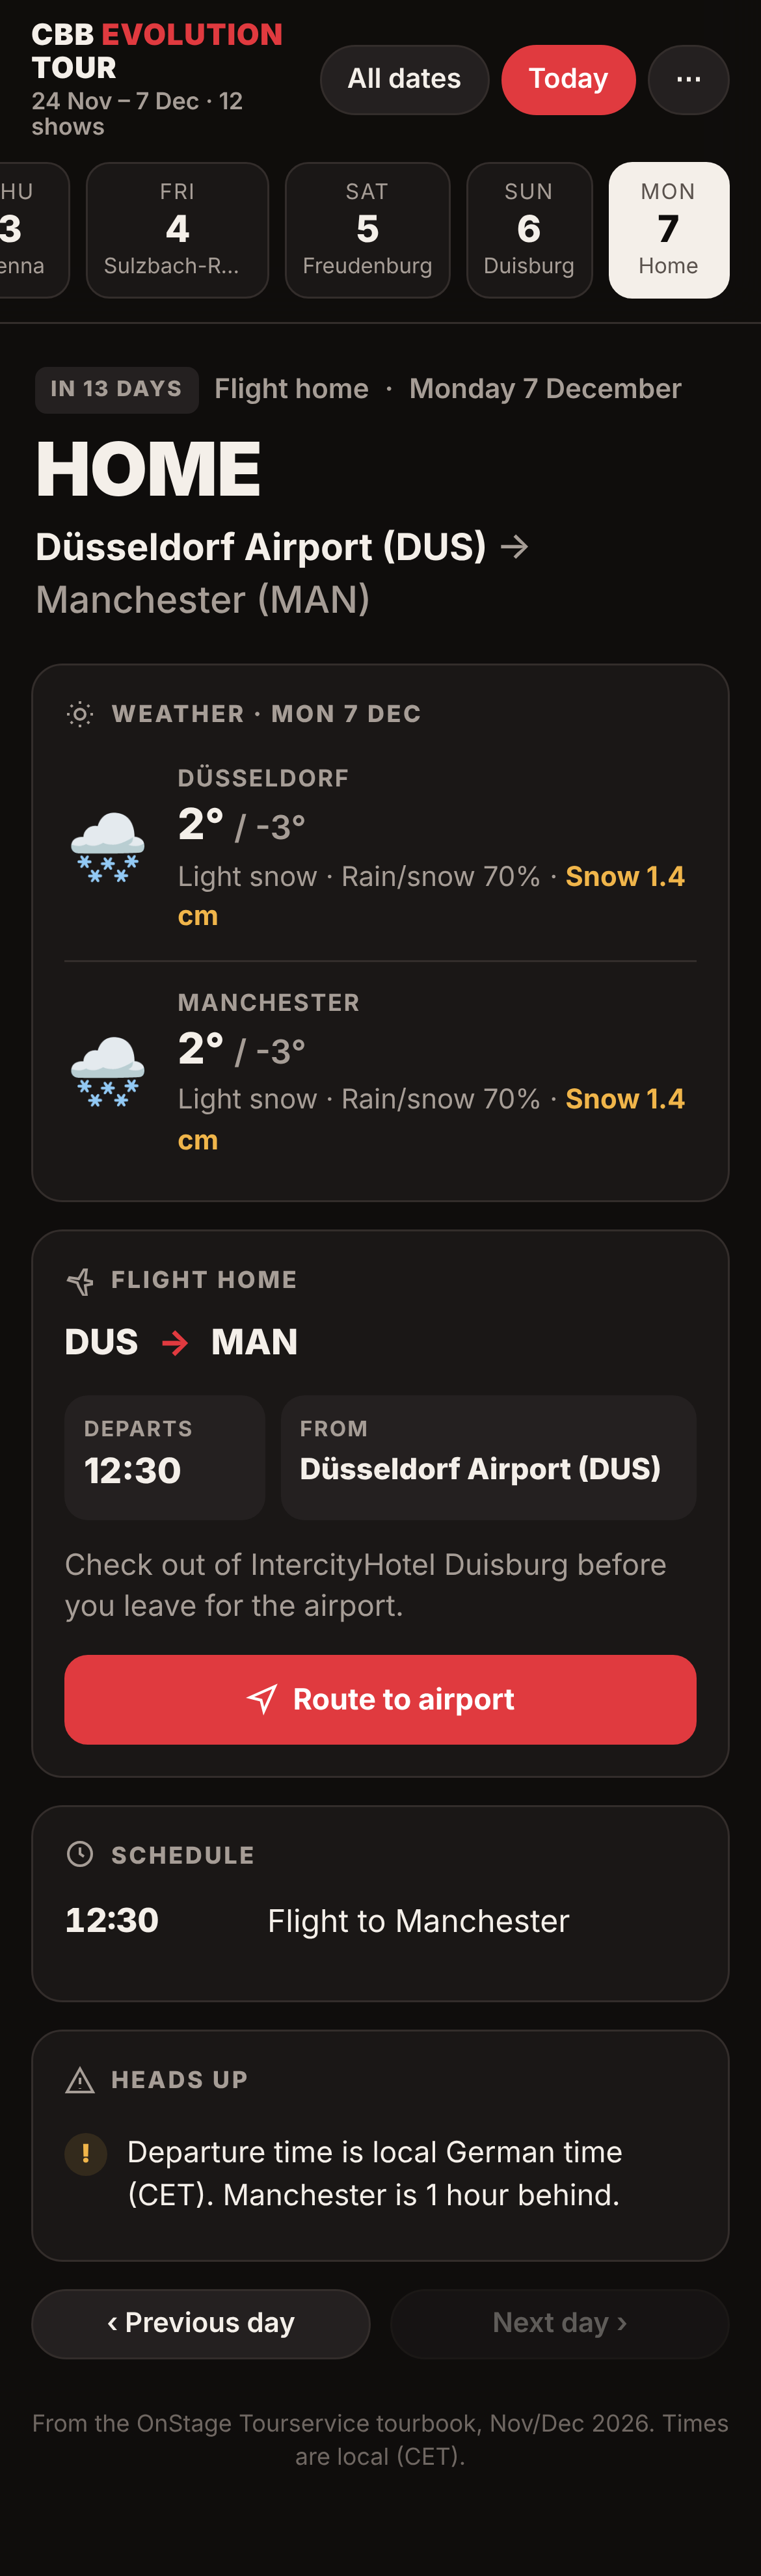 CBB EVOLUTION
TOUR
24 Nov – 7 Dec · 12
shows
All dates
Today
···
HU
3
enna
FRI
4
Sulzbach-R...
SAT
5
Freudenburg
SUN
6
Duisburg
MON
7
Home
IN 13 DAYS
Flight home · Monday 7 December
HOME
Düsseldorf Airport (DUS) →
Manchester (MAN)
WEATHER · MON 7 DEC
DÜSSELDORF
2° / -3°
Light snow · Rain/snow 70% · Snow 1.4
cm
MANCHESTER
2° / -3°
Light snow · Rain/snow 70% · Snow 1.4
cm
FLIGHT HOME
DUS → MAN
DEPARTS
12:30
FROM
Düsseldorf Airport (DUS)
Check out of IntercityHotel Duisburg before
you leave for the airport.
Route to airport
SCHEDULE
12:30 Flight to Manchester
HEADS UP
! Departure time is local German time
(CET). Manchester is 1 hour behind.
‹ Previous day
Next day ›
From the OnStage Tourservice tourbook, Nov/Dec 2026. Times
are local (CET).